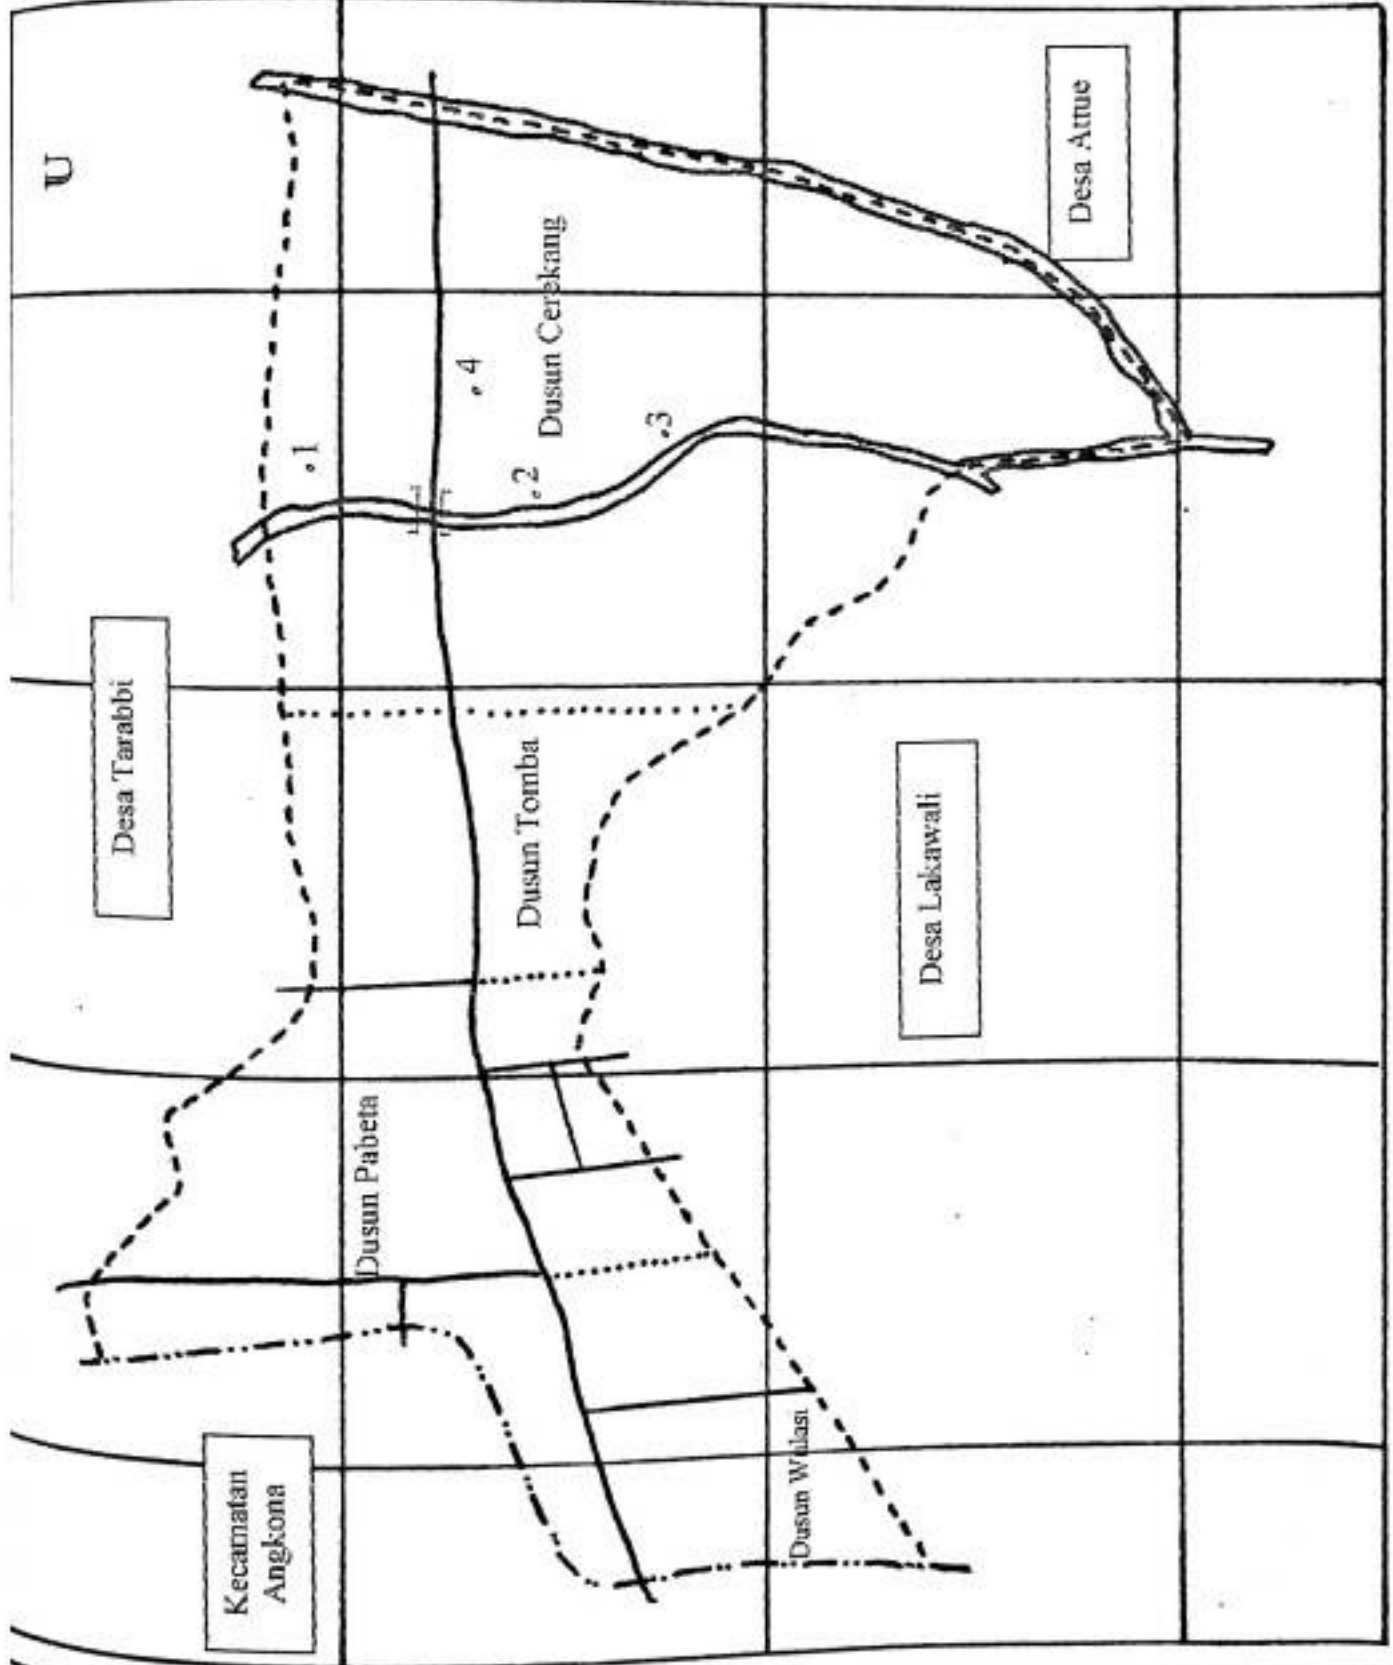 U
Desa Tarabbi
Kecamatan
Angkona
1
Dusun Pabeta
4
Dusun Tomba
2
Dusun Cerekang
3
Dusun Wulasi
Desa Lakawali
Desa Attue